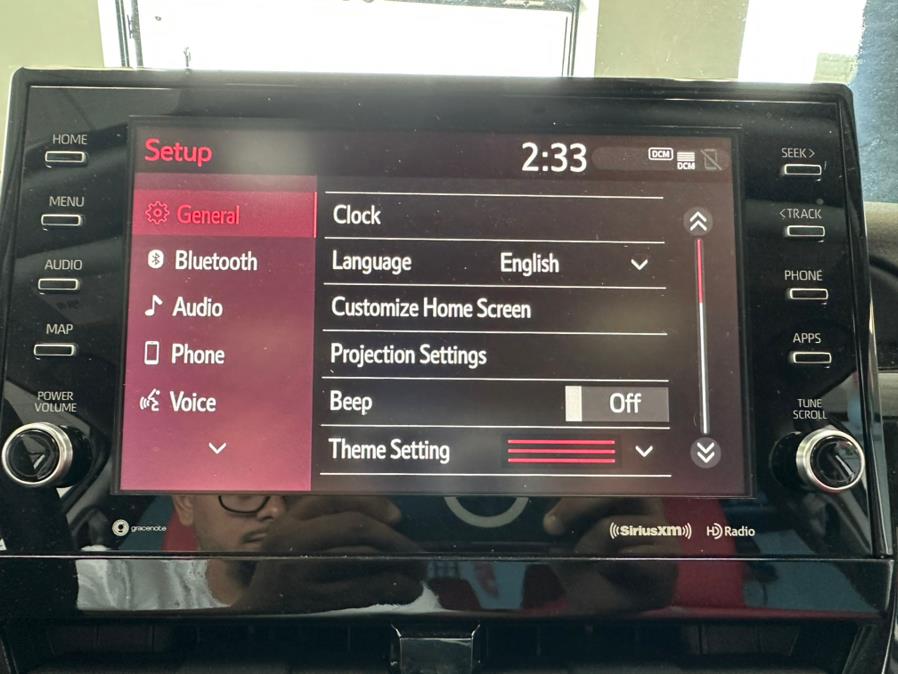 HOME
MENU
AUDIO
MAP
POWER
VOLUME
Setup
2:33
DCM
DCM
General
Bluetooth
Audio
Phone
Voice
Clock
Language English
Customize Home Screen
Projection Settings
Beep Off
Theme Setting
SEEK >
< TRACK
PHONE
APPS
TUNE
SCROLL
g gracenote
((SiriusXM))
HD Radio